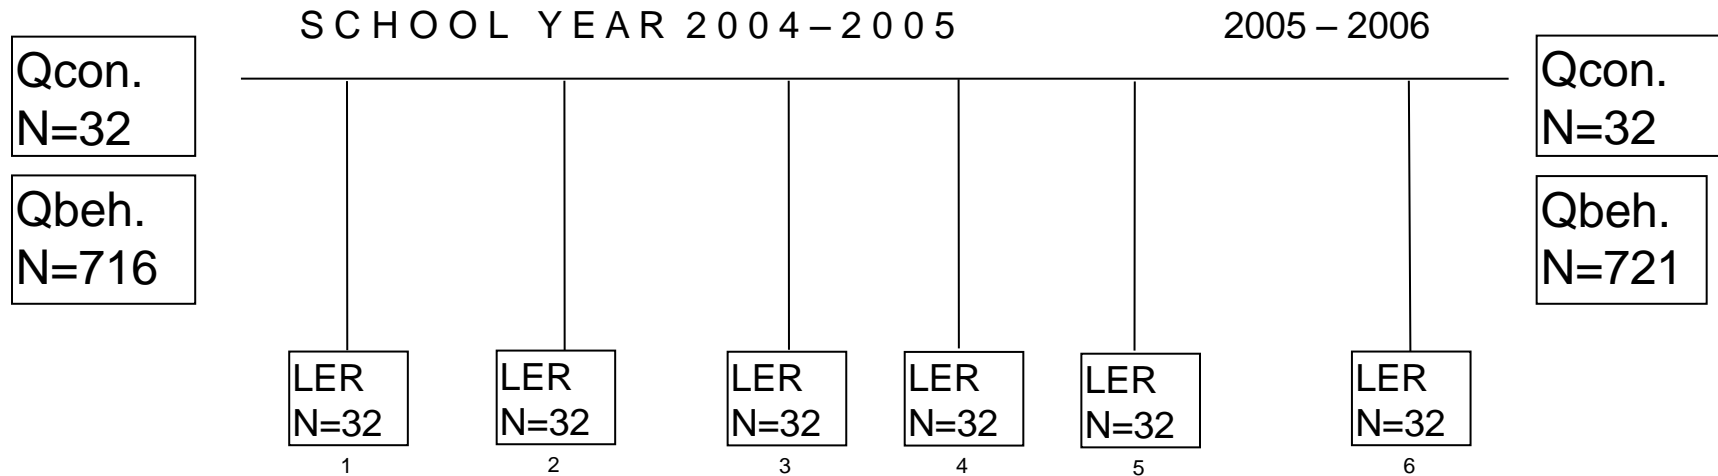 SCHOOL YEAR 2004–2005 2005 – 2006
Qcon.
N=32
Qbeh.
N=716
Qcon.
N=32
Qbeh.
N=721
LER
N=32
1
LER
N=32
2
LER
N=32
3
LER
N=32
4
LER
N=32
5
LER
N=32
6